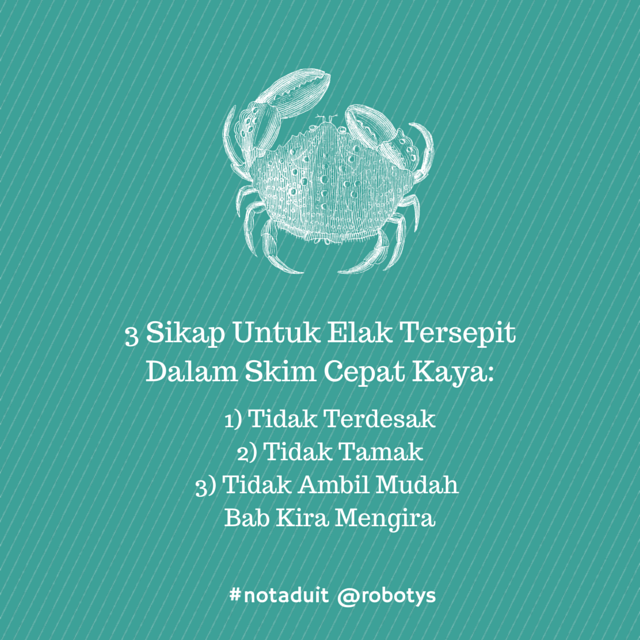 3 Sikap Untuk Elak Tersepit
Dalam Skim Cepat Kaya:
1) Tidak Terdesak
2) Tidak Tamak
3) Tidak Ambil Mudah
Bab Kira Mengira
#notaduit @robotys